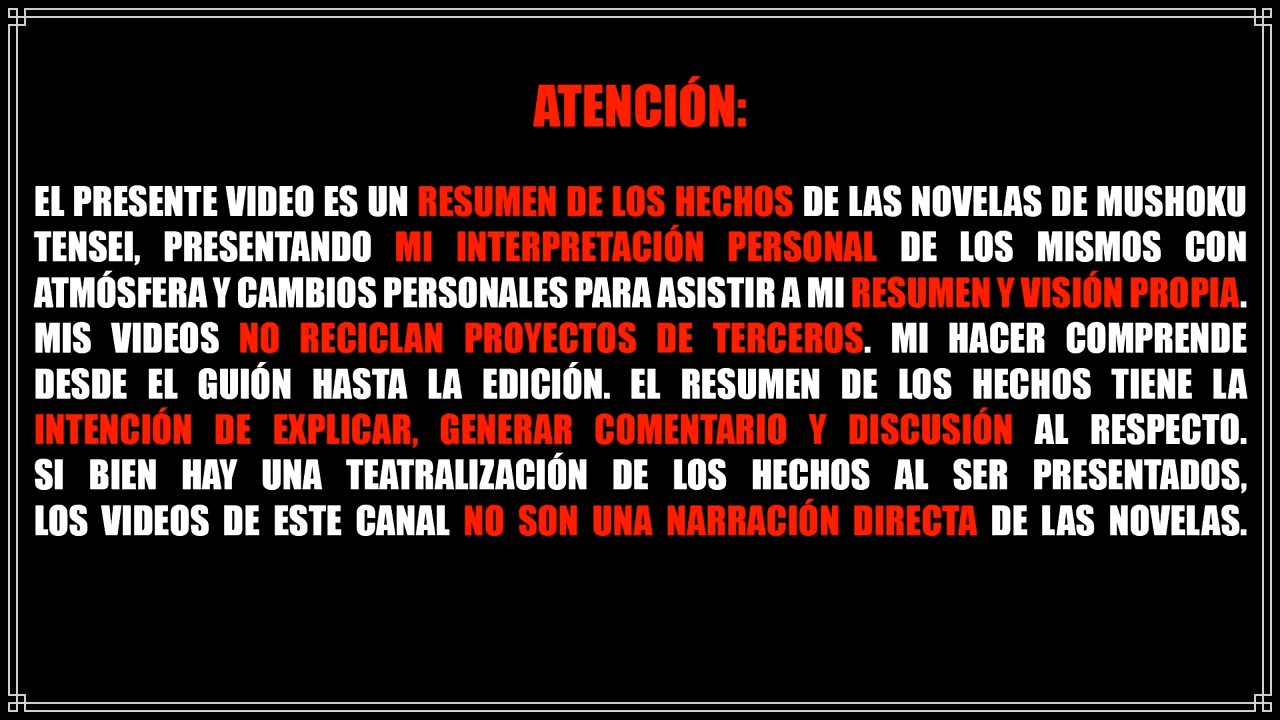 ATENCIÓN:
EL PRESENTE VIDEO ES UN RESUMEN DE LOS HECHOS DE LAS NOVELAS DE MUSHOKU
TENSEI, PRESENTANDO MI INTERPRETACIÓN PERSONAL DE LOS MISMOS CON
ATMÓSFERA Y CAMBIOS PERSONALES PARA ASISTIR A MI RESUMEN Y VISIÓN PROPIA.
MIS VIDEOS NO RECICLAN PROYECTOS DE TERCEROS. MI HACER COMPRENDE
DESDE EL GUIÓN HASTA LA EDICIÓN. EL RESUMEN DE LOS HECHOS TIENE LA
INTENCIÓN DE EXPLICAR, GENERAR COMENTARIO Y DISCUSIÓN AL RESPECTO.
SI BIEN HAY UNA TEATRALIZACIÓN DE LOS HECHOS AL SER PRESENTADOS,
LOS VIDEOS DE ESTE CANAL NO SON UNA NARRACIÓN DIRECTA DE LAS NOVELAS.